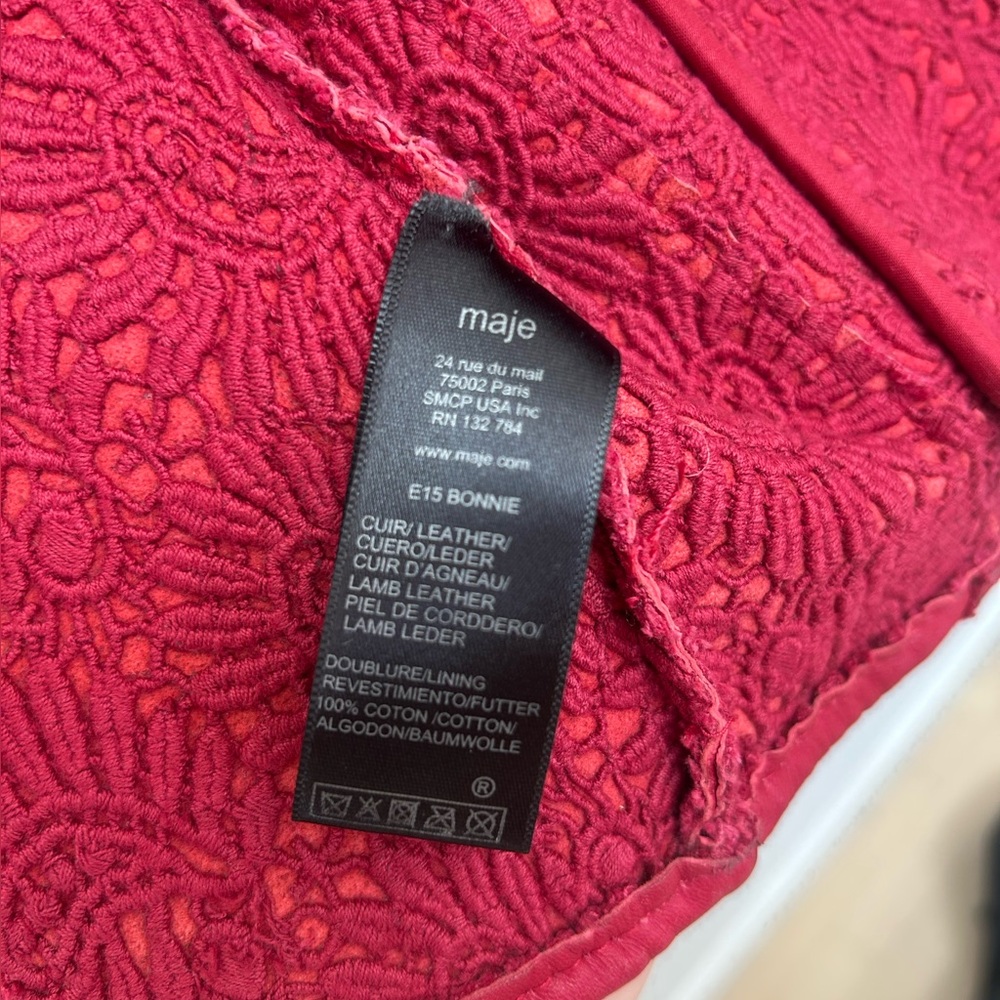 maje
24 rue du mail
75002 Paris
SMCP USA Inc
RN 132 784
www.maje.com
E15 BONNIE
CUIR/ LEATHER/
CUERO/LEDER
CUIR D'AGNEAU/
LAMB LEATHER
PIEL DE CORDDERO/
LAMB LEDER
DOUBLURE/LINING
REVESTIMIENTO/FUTTER
100% COTON /COTTON/
ALGODON/BAUMWOLLE
®